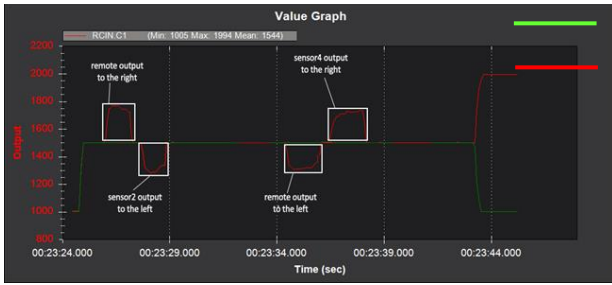 Value Graph
RCIN.C1 (Min: 1005 Max: 1994 Mean: 1544)
2200
2000
1800
1600
1400
1200
1000
800
Output
remote output
to the right
sensor4 output
to the right
sensor2 output
to the left
remote output
to the left
00:23:24.000
00:23:29.000
00:23:34.000
00:23:39.000
00:23:44.000
Time (sec)